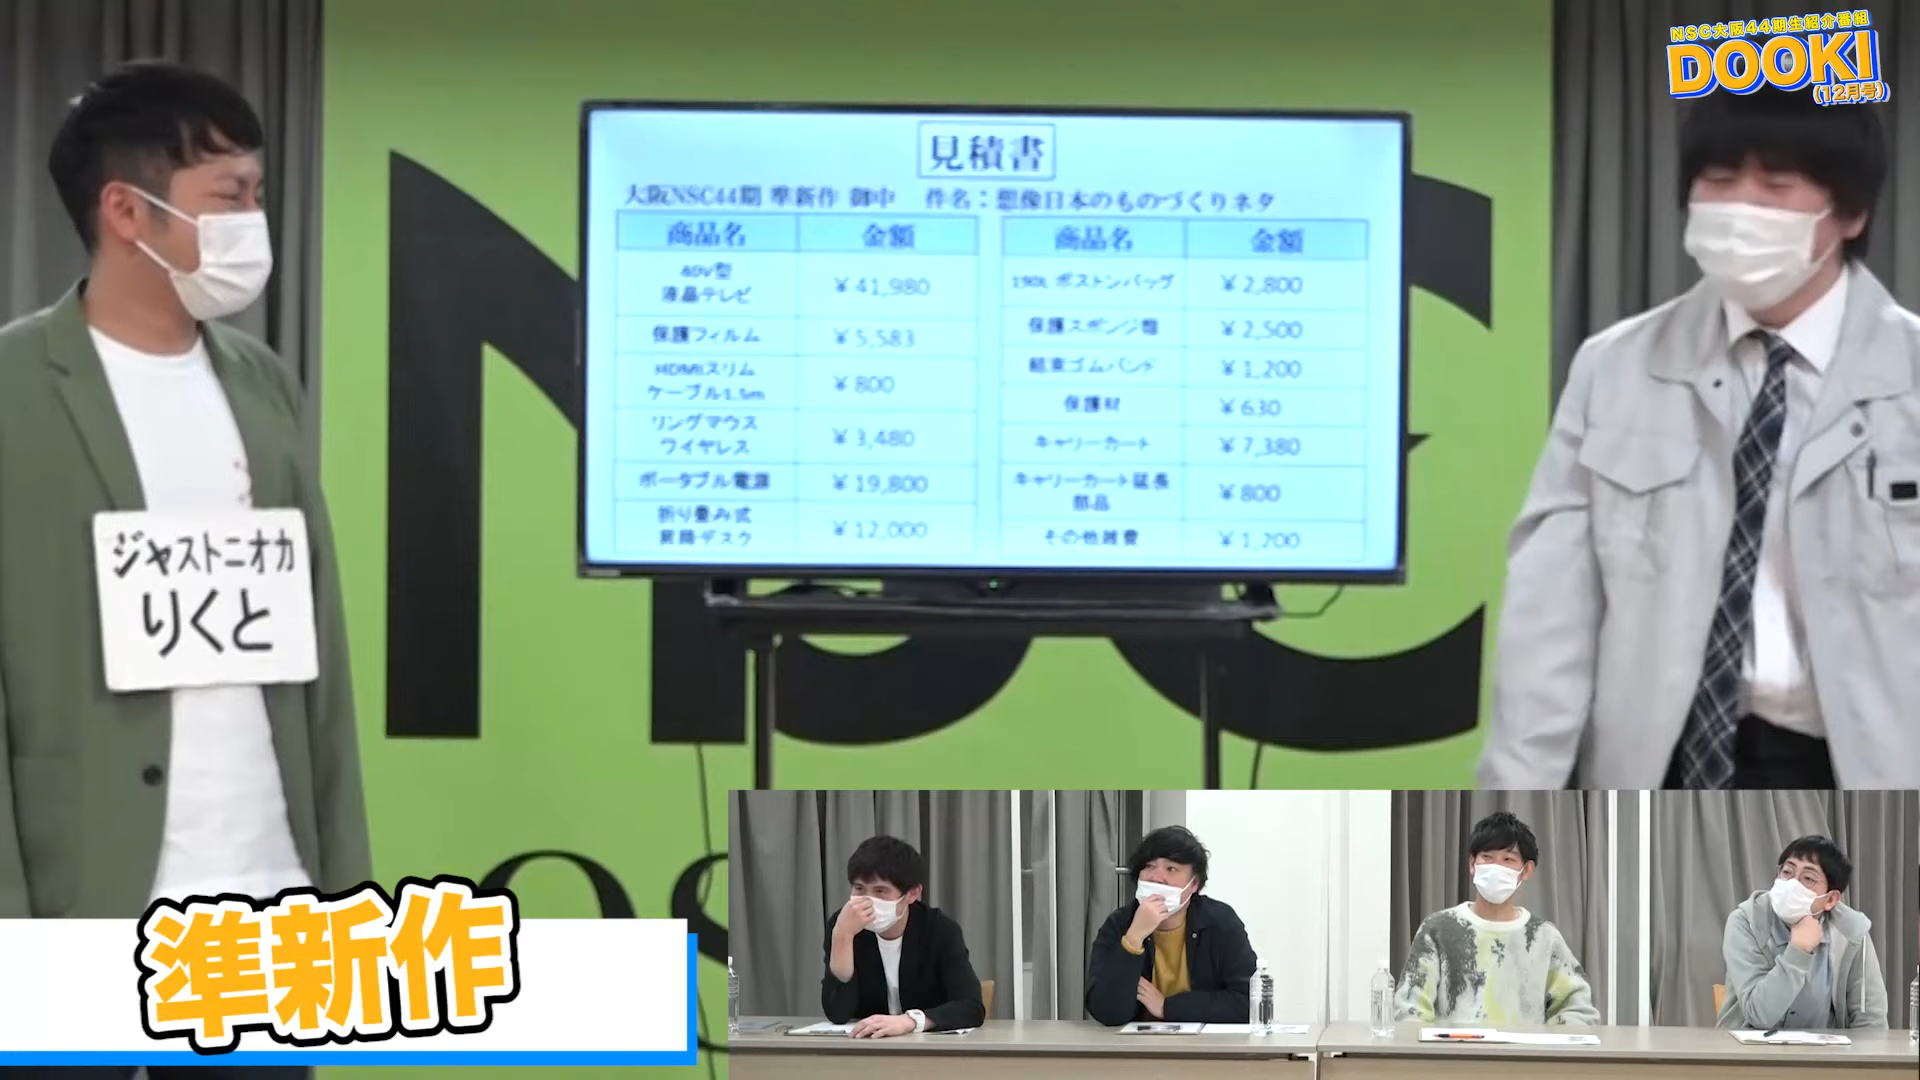 NSC大阪44期生紹介番組
DOOKI
(12月号)
見積書
大阪NSC44期 準新作 御中 件名：想像日本のものづくりネタ
商品名 金額
40V型
液晶テレビ ¥41,980
保護フィルム ¥5,583
HDMIスリム
ケーブル1.5m ¥800
リングマウス
ワイヤレス ¥3,480
ポータブル電源 ¥19,800
折り畳み式
昇降デスク ¥12,000
商品名 金額
190L ボストンバッグ ¥2,800
保護スポンジ類 ¥2,500
結束ゴムバンド ¥1,200
保護材 ¥630
キャリーカート ¥7,380
キャリーカート延長
部品 ¥800
その他雑費 ¥1,200
ジャストニオカ
りくと
準新作